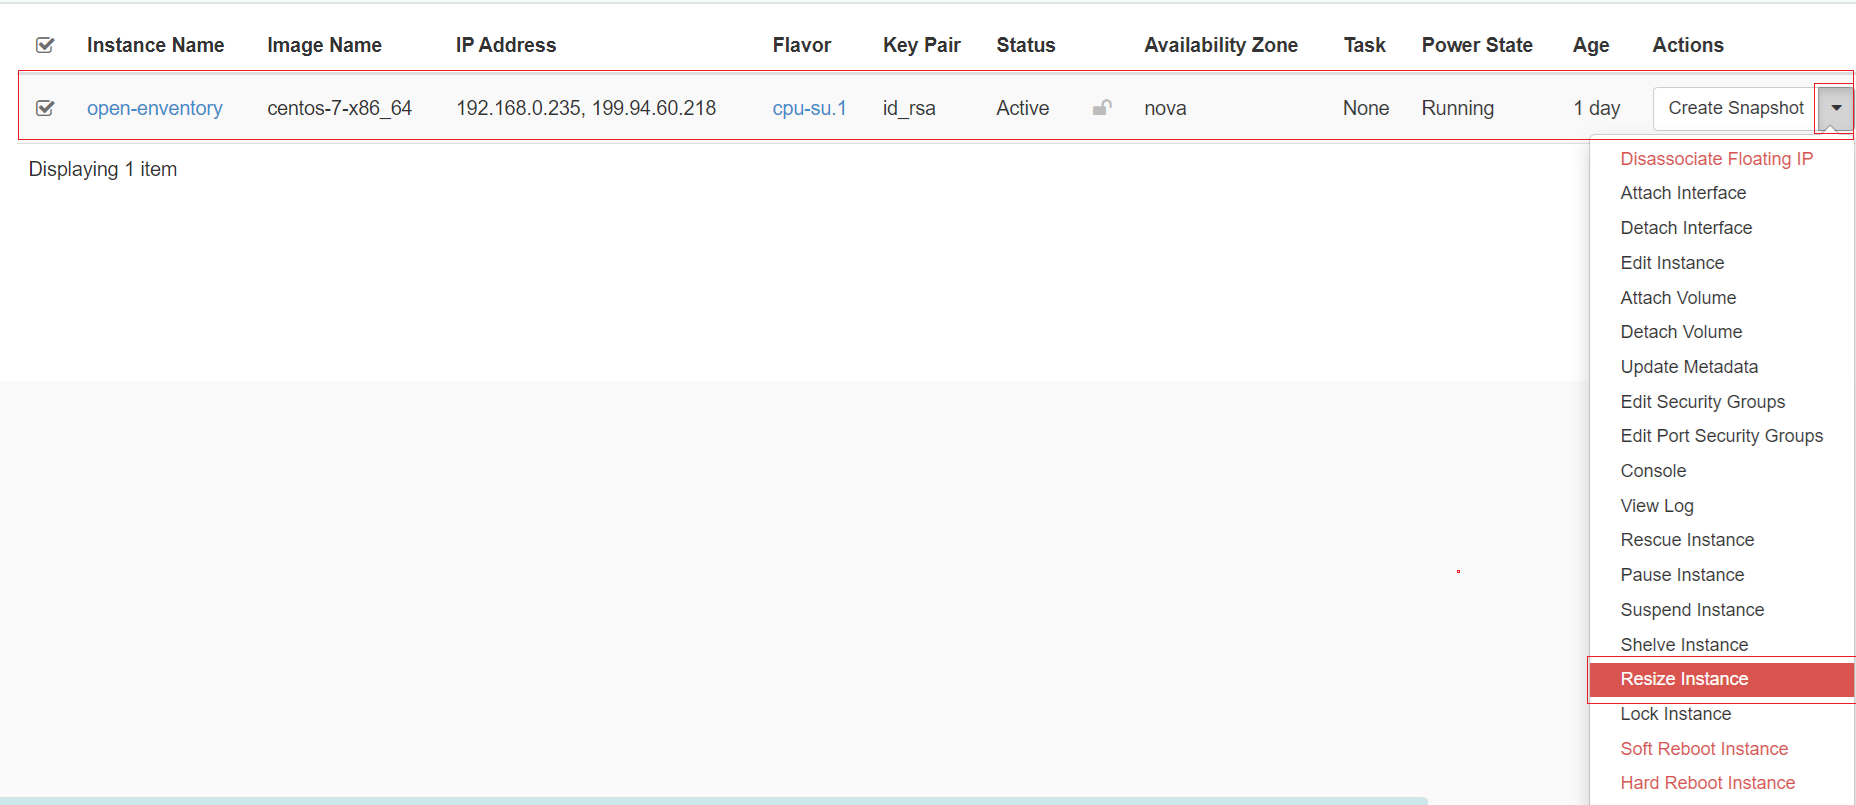 Instance Name Image Name IP Address Flavor Key Pair Status Availability Zone Task Power State Age Actions
open-enventory centos-7-x86_64 192.168.0.235, 199.94.60.218 cpu-su.1 id_rsa Active nova None Running 1 day Create Snapshot
Displaying 1 item
Disassociate Floating IP
Attach Interface
Detach Interface
Edit Instance
Attach Volume
Detach Volume
Update Metadata
Edit Security Groups
Edit Port Security Groups
Console
View Log
Rescue Instance
Pause Instance
Suspend Instance
Shelve Instance
Resize Instance
Lock Instance
Soft Reboot Instance
Hard Reboot Instance